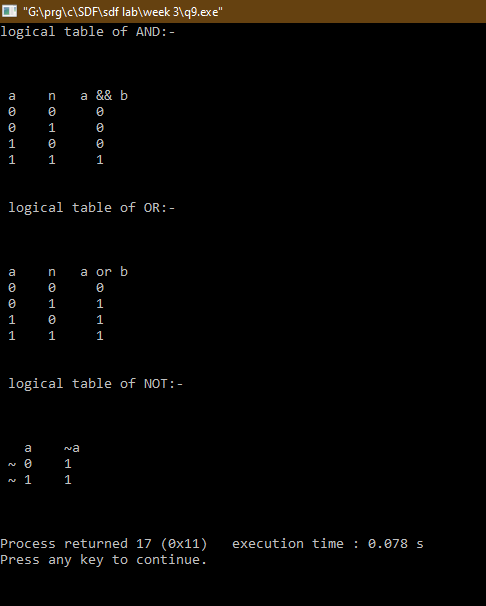 "G:\prg\c\SDF\sdf lab\week 3\q9.exe"
logical table of AND:-
a n a && b
0 0 0
0 1 0
1 0 0
1 1 1
logical table of OR:-
a n a or b
0 0 0
0 1 1
1 0 1
1 1 1
logical table of NOT:-
a ~a
~ 0 1
~ 1 1
Process returned 17 (0x11) execution time : 0.078 s
Press any key to continue.